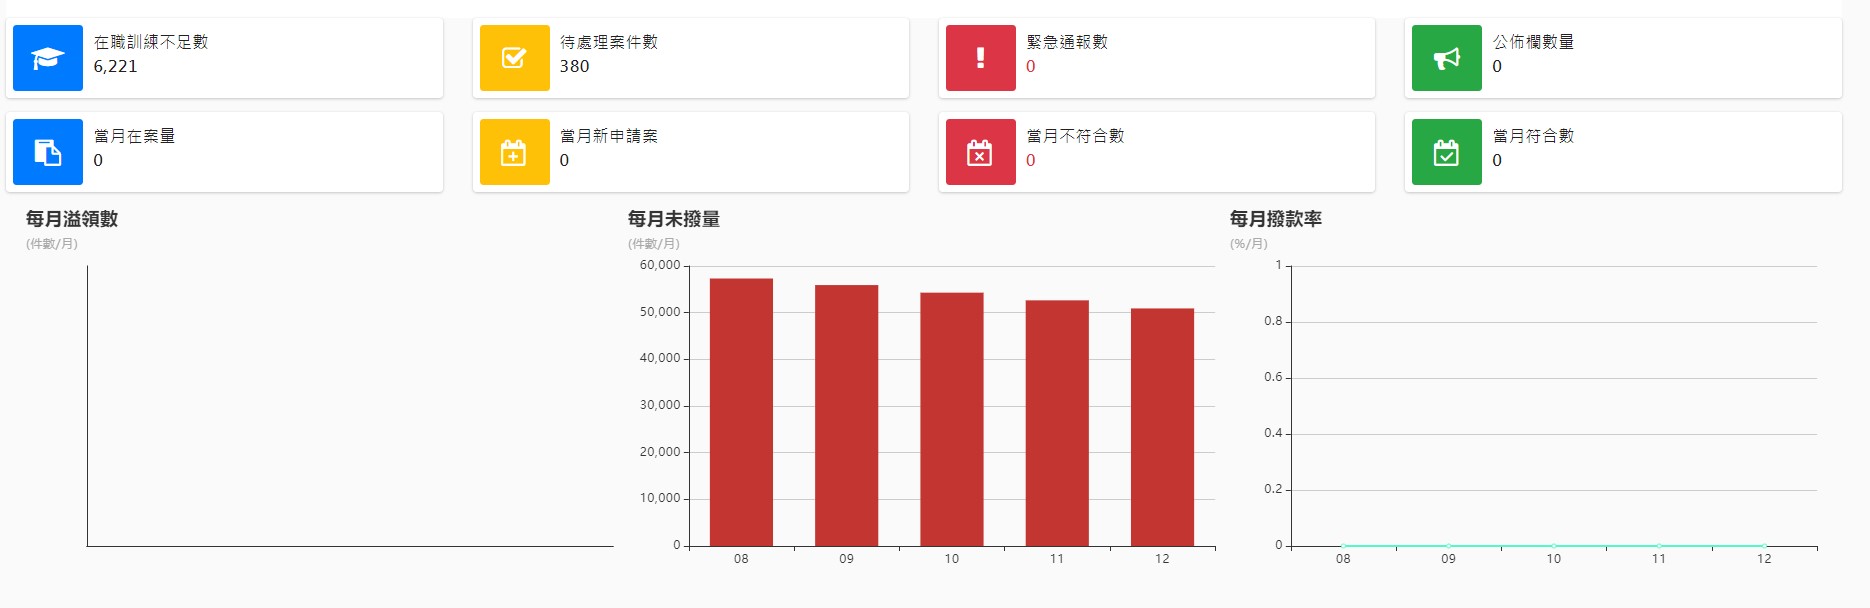 在職訓練不足數
6,221
待處理案件數
380
緊急通報數
0
公佈欄數量
0
當月在案量
0
當月新申請案
0
當月不符合數
0
當月符合數
0
每月溢領數
(件數/月)
每月未撥量
(件數/月)
60,000
50,000
40,000
30,000
20,000
10,000
0
08 09 10 11 12
每月撥款率
(%/月)
1
0.8
0.6
0.4
0.2
0
08 09 10 11 12